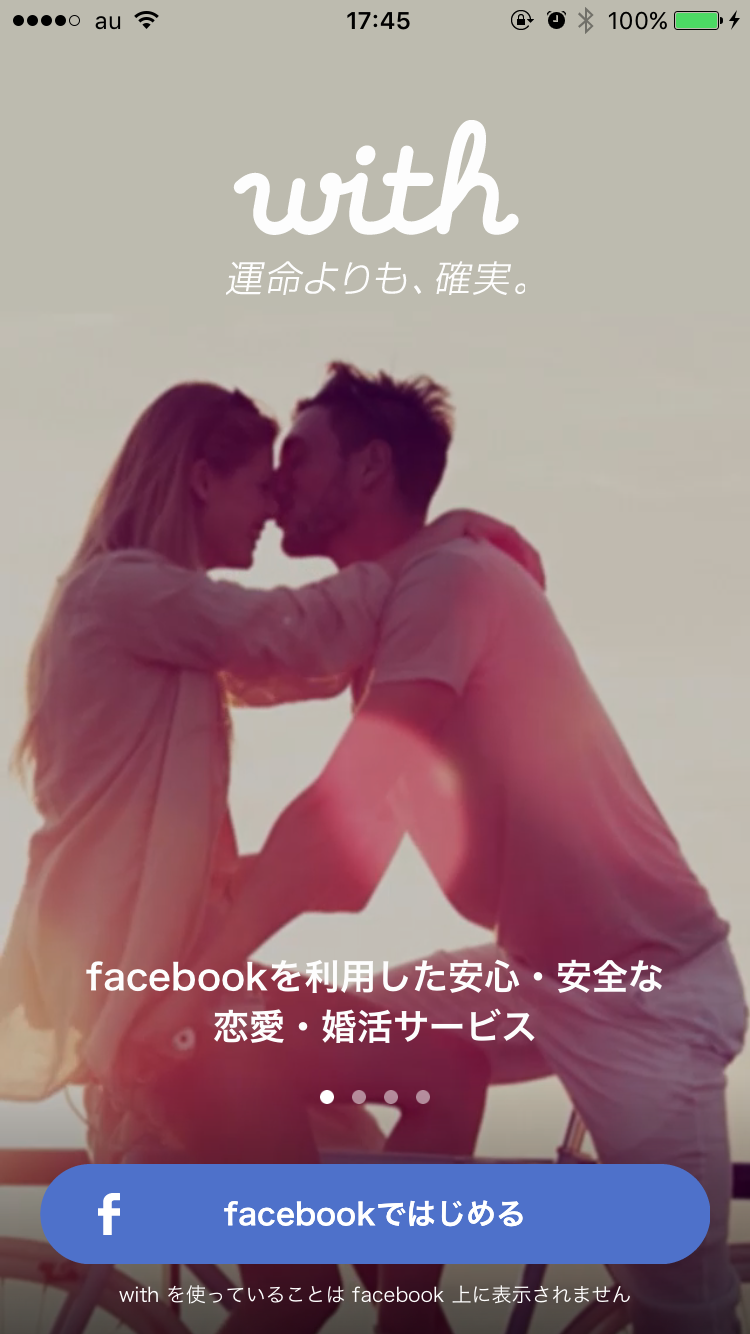 au
17:45
100%
with
運命よりも、確実。
facebookを利用した安心・安全な
恋愛・婚活サービス
facebookではじめる
with を使っていることは facebook 上に表示されません